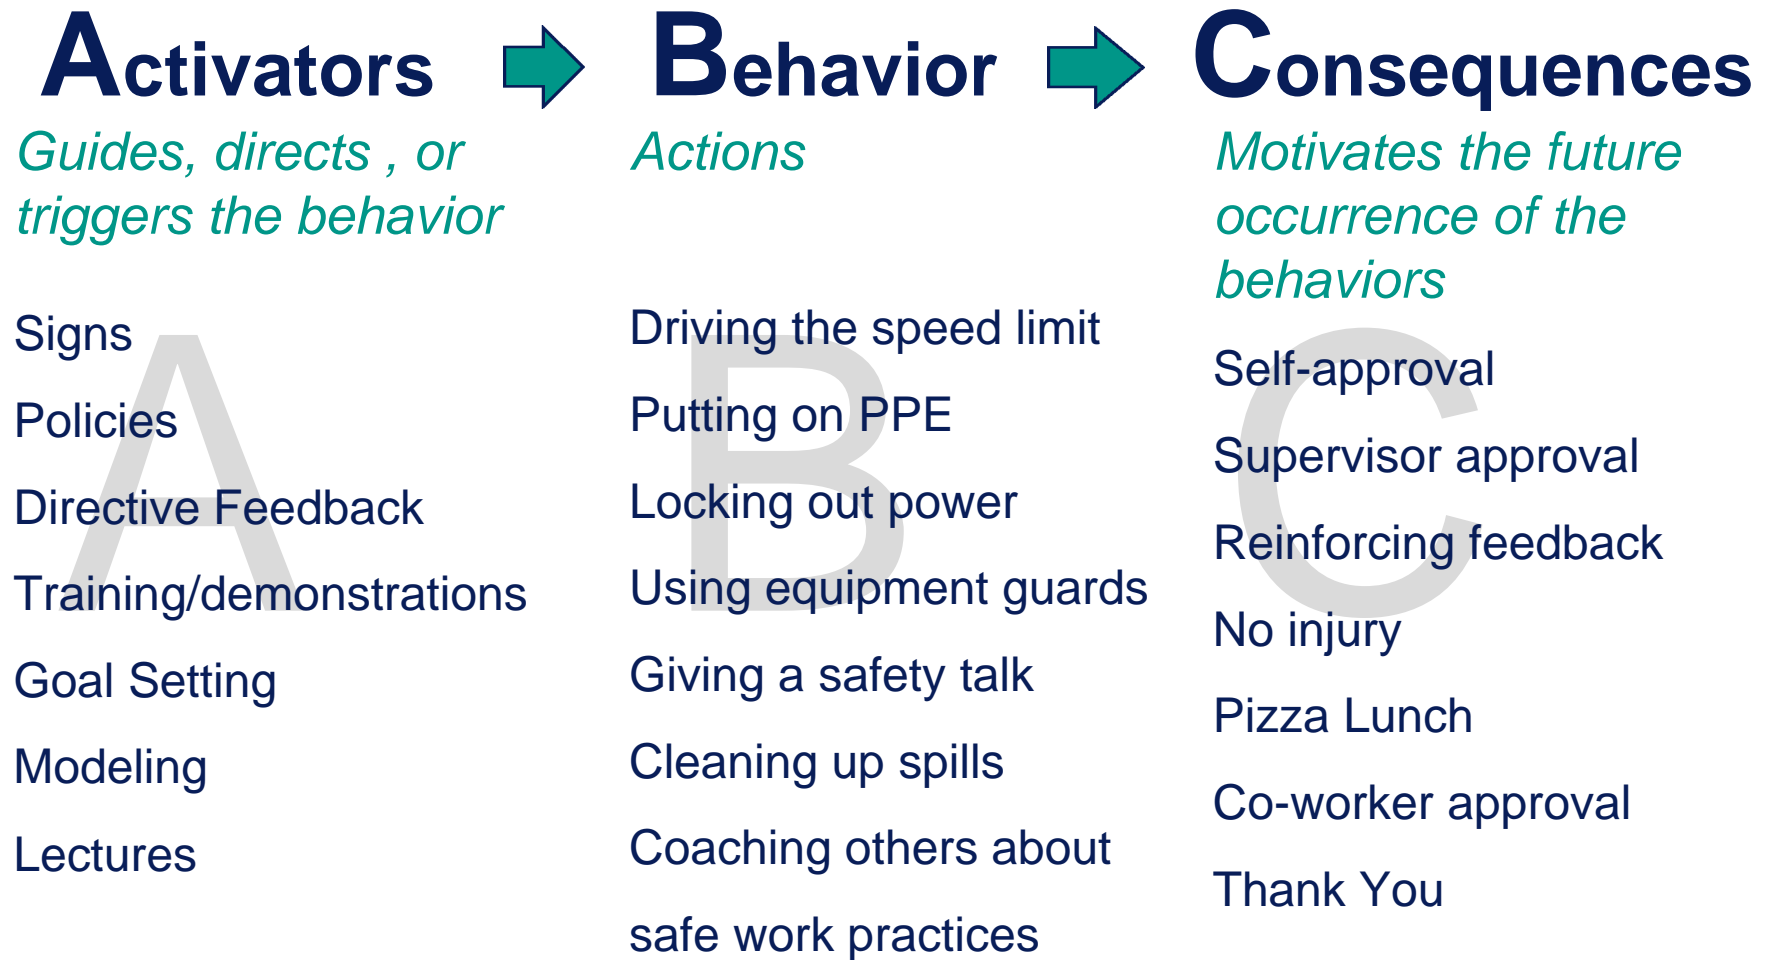 Activators
Behavior
Consequences
Guides, directs , or
triggers the behavior
Signs
Policies
Directive Feedback
Training/demonstrations
Goal Setting
Modeling
Lectures
A
Actions
Driving the speed limit
Putting on PPE
Locking out power
Using equipment guards
Giving a safety talk
Cleaning up spills
Coaching others about
safe work practices
B
Motivates the future
occurrence of the
behaviors
Self-approval
Supervisor approval
Reinforcing feedback
No injury
Pizza Lunch
Co-worker approval
Thank You
C